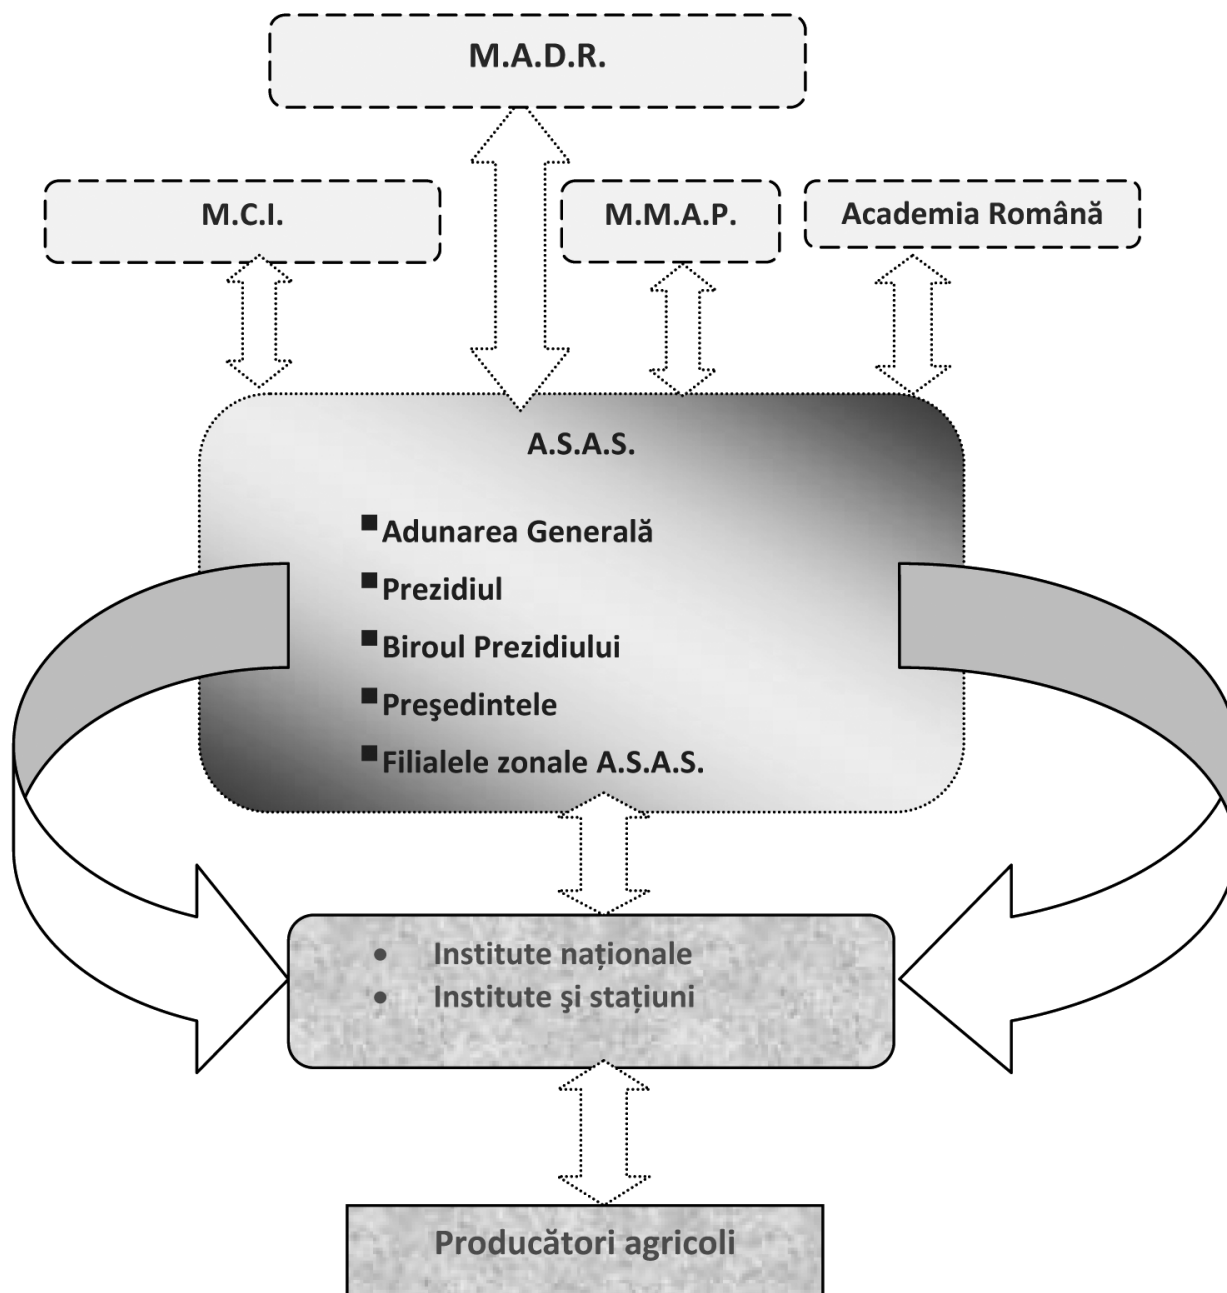 M.A.D.R.
M.C.I.
M.M.A.P.
Academia Română
A.S.A.S.
▪Adunarea Generală
▪Prezidiul
▪Biroul Prezidiului
▪Preşedintele
▪Filialele zonale A.S.A.S.
• Institute naționale
• Institute şi stațiuni
Producători agricoli